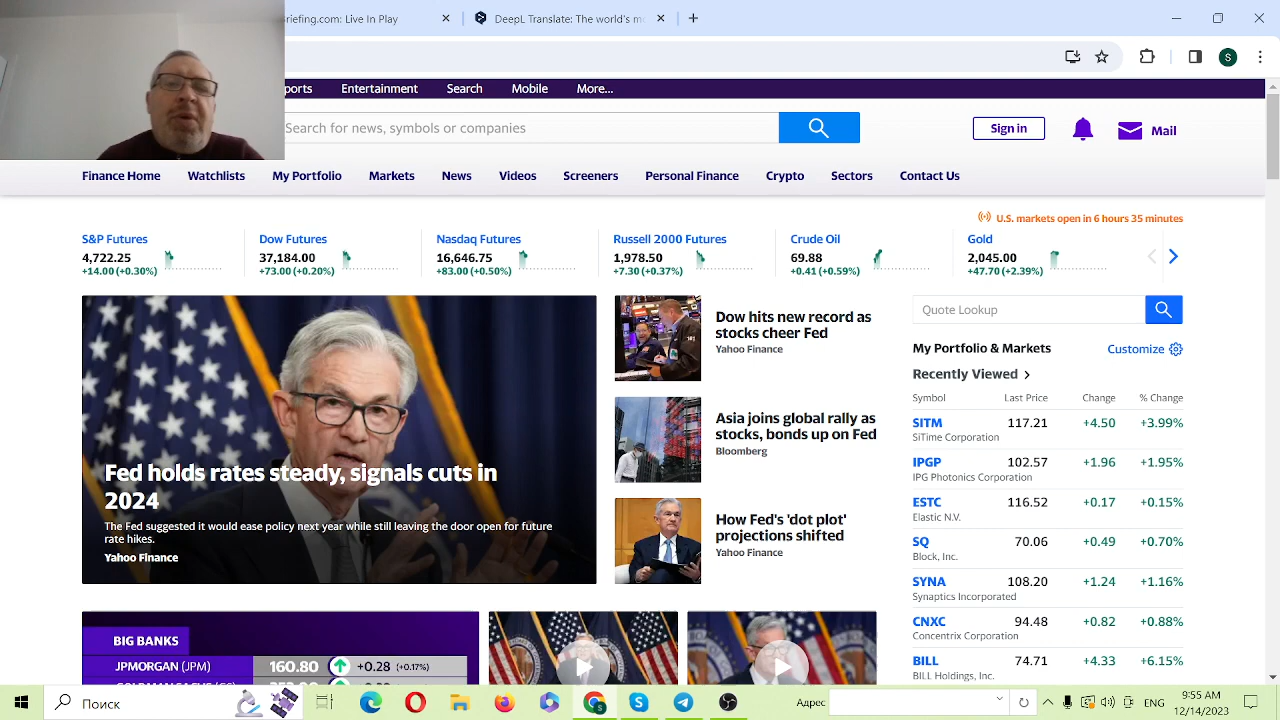 riefing.com: Live In Play
DeepL Translate: The world's mo
S
ports
Entertainment
Search
Mobile
More...
Search for news, symbols or companies
Sign in
Mail
Finance Home
Watchlists
My Portfolio
Markets
News
Videos
Screeners
Personal Finance
Crypto
Sectors
Contact Us
U.S. markets open in 6 hours 35 minutes
S&P Futures
4,722.25
+14.00 (+0.30%)
Dow Futures
37,184.00
+73.00 (+0.20%)
Nasdaq Futures
16,646.75
+83.00 (+0.50%)
Russell 2000 Futures
1,978.50
+7.30 (+0.37%)
Crude Oil
69.88
+0.41 (+0.59%)
Gold
2,045.00
+47.70 (+2.39%)
Fed holds rates steady, signals cuts in
2024
The Fed suggested it would ease policy next year while still leaving the door open for future
rate hikes.
Yahoo Finance
Dow hits new record as
stocks cheer Fed
Yahoo Finance
Asia joins global rally as
stocks, bonds up on Fed
Bloomberg
How Fed's 'dot plot'
projections shifted
Yahoo Finance
Quote Lookup
My Portfolio & Markets
Customize
Recently Viewed
Symbol Last Price Change % Change
SITM 117.21 +4.50 +3.99%
SiTime Corporation
IPGP 102.57 +1.96 +1.95%
IPG Photonics Corporation
ESTC 116.52 +0.17 +0.15%
Elastic N.V.
SQ 70.06 +0.49 +0.70%
Block, Inc.
SYNA 108.20 +1.24 +1.16%
Synaptics Incorporated
CNXC 94.48 +0.82 +0.88%
Concentrix Corporation
BILL 74.71 +4.33 +6.15%
BILL Holdings, Inc.
BIG BANKS
JPMORGAN (JPM) 160.80 +0.28 (+0.17%)
Поиск
Адрес
ENG
9:55 AM
12/14/2023